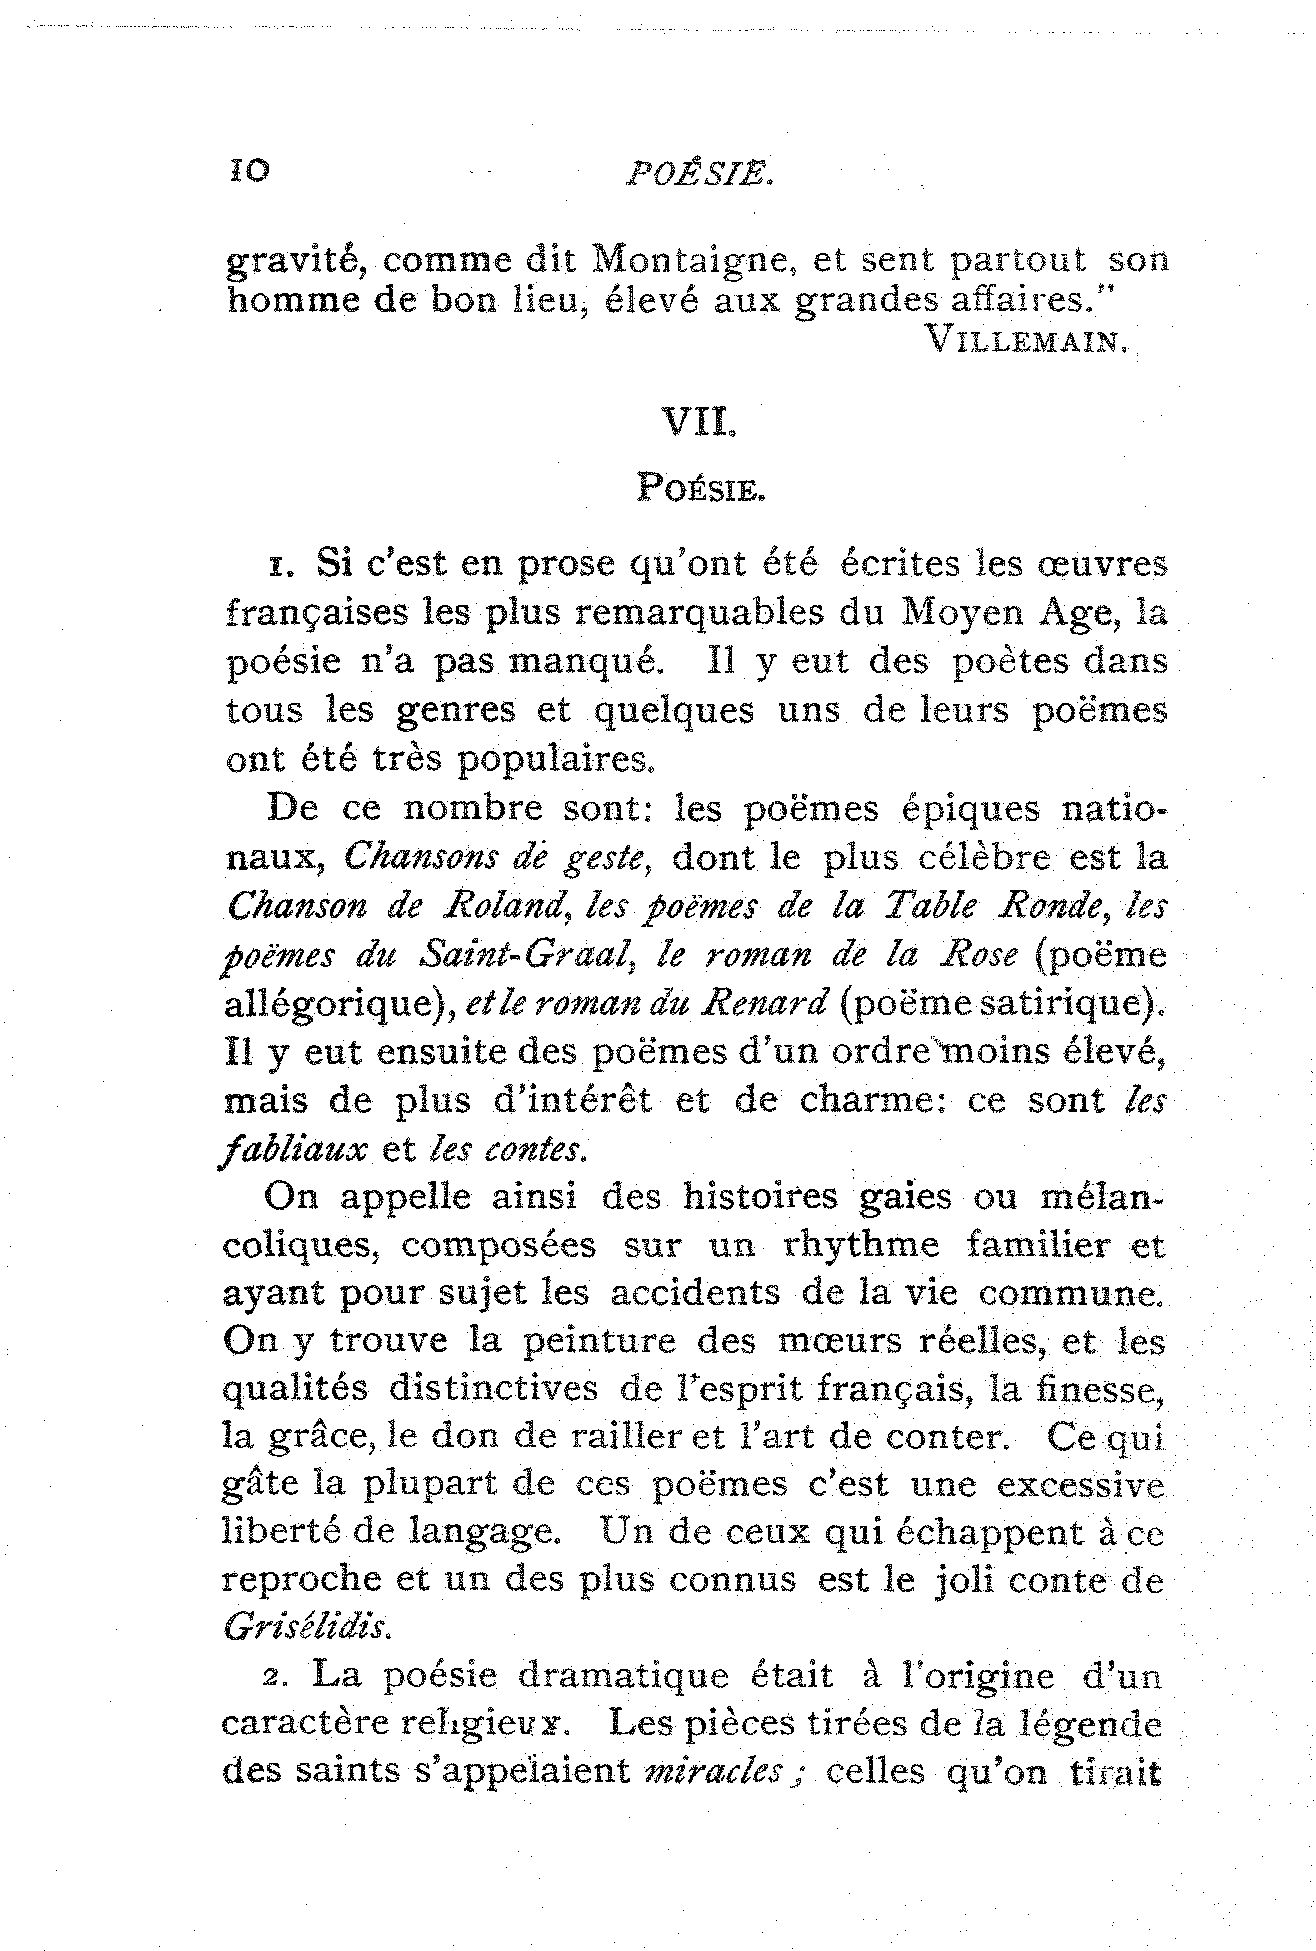 10 POÉSIE.
gravité, comme dit Montaigne, et sent partout son
homme de bon lieu, élevé aux grandes affaires."
VILLEMAIN.
VII.
POÉSIE.
1. Si c'est en prose qu'ont été écrites les œuvres
françaises les plus remarquables du Moyen Age, la
poésie n'a pas manqué. Il y eut des poètes dans
tous les genres et quelques uns de leurs poëmes
ont été très populaires.
De ce nombre sont: les poëmes épiques natio-
naux, Chansons de geste, dont le plus célèbre est la
Chanson de Roland, les poëmes de la Table Ronde, les
poëmes du Saint-Graal, le roman de la Rose (poëme
allégorique), et le roman du Renard (poëme satirique).
Il y eut ensuite des poëmes d'un ordre moins élevé,
mais de plus d'intérêt et de charme: ce sont les
fabliaux et les contes.
On appelle ainsi des histoires gaies ou mélan-
coliques, composées sur un rhythme familier et
ayant pour sujet les accidents de la vie commune.
On y trouve la peinture des mœurs réelles, et les
qualités distinctives de l'esprit français, la finesse,
la grâce, le don de railler et l'art de conter. Ce qui
gâte la plupart de ces poëmes c'est une excessive
liberté de langage. Un de ceux qui échappent à ce
reproche et un des plus connus est le joli conte de
Grisélidis.
2. La poésie dramatique était à l'origine d'un
caractère religieux. Les pièces tirées de la légende
des saints s'appelaient miracles; celles qu'on tirait